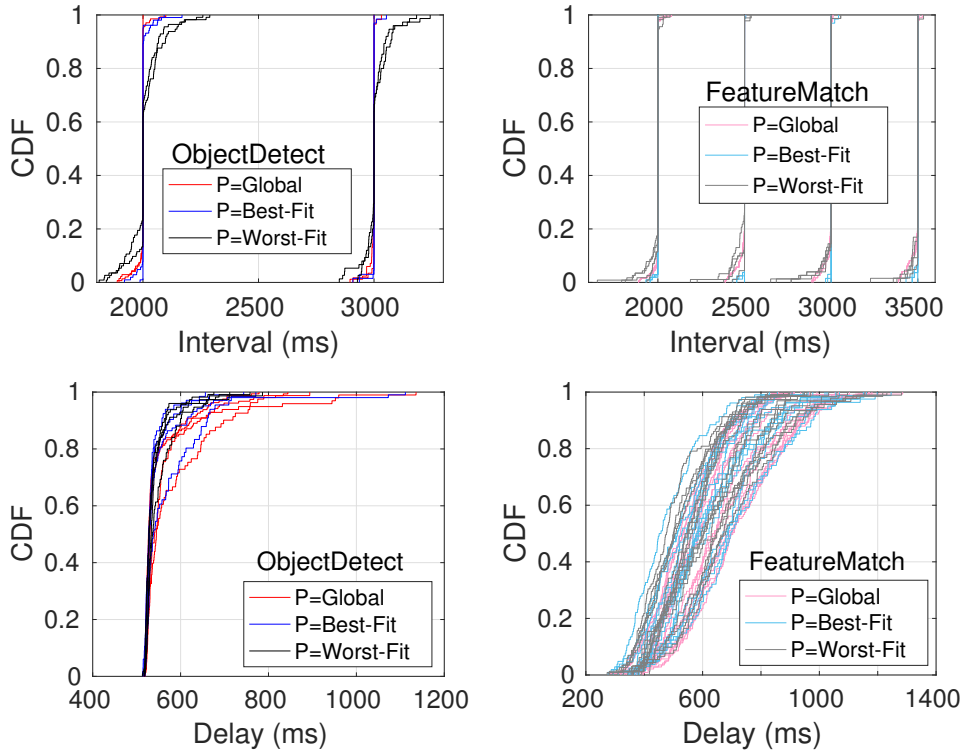 1
0.8
0.6
0.4
0.2
0
CDF
ObjectDetect
P=Global
P=Best-Fit
P=Worst-Fit
2000 2500 3000
Interval (ms)
1
0.8
0.6
0.4
0.2
0
CDF
FeatureMatch
P=Global
P=Best-Fit
P=Worst-Fit
2000 2500 3000 3500
Interval (ms)
1
0.8
0.6
0.4
0.2
0
CDF
ObjectDetect
P=Global
P=Best-Fit
P=Worst-Fit
400 600 800 1000 1200
Delay (ms)
1
0.8
0.6
0.4
0.2
0
CDF
FeatureMatch
P=Global
P=Best-Fit
P=Worst-Fit
200 600 1000 1400
Delay (ms)